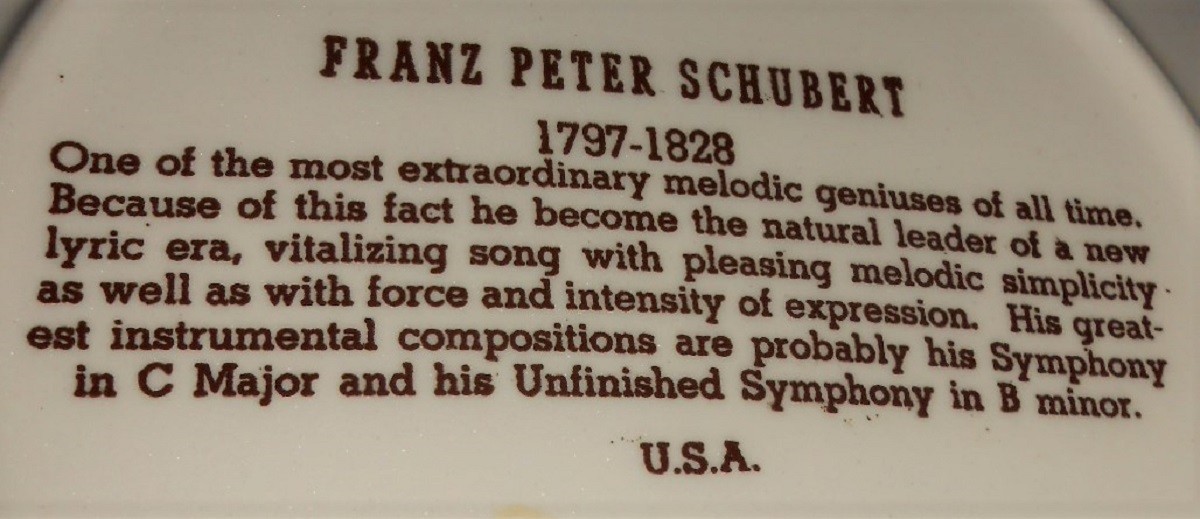 FRANZ PETER SCHUBERT
1797-1828
One of the most extraordinary melodic geniuses of all time.
Because of this fact he become the natural leader of a new
lyric era, vitalizing song with pleasing melodic simplicity
as well as with force and intensity of expression. His great-
est instrumental compositions are probably his Symphony
in C Major and his Unfinished Symphony in B minor.
U.S.A.